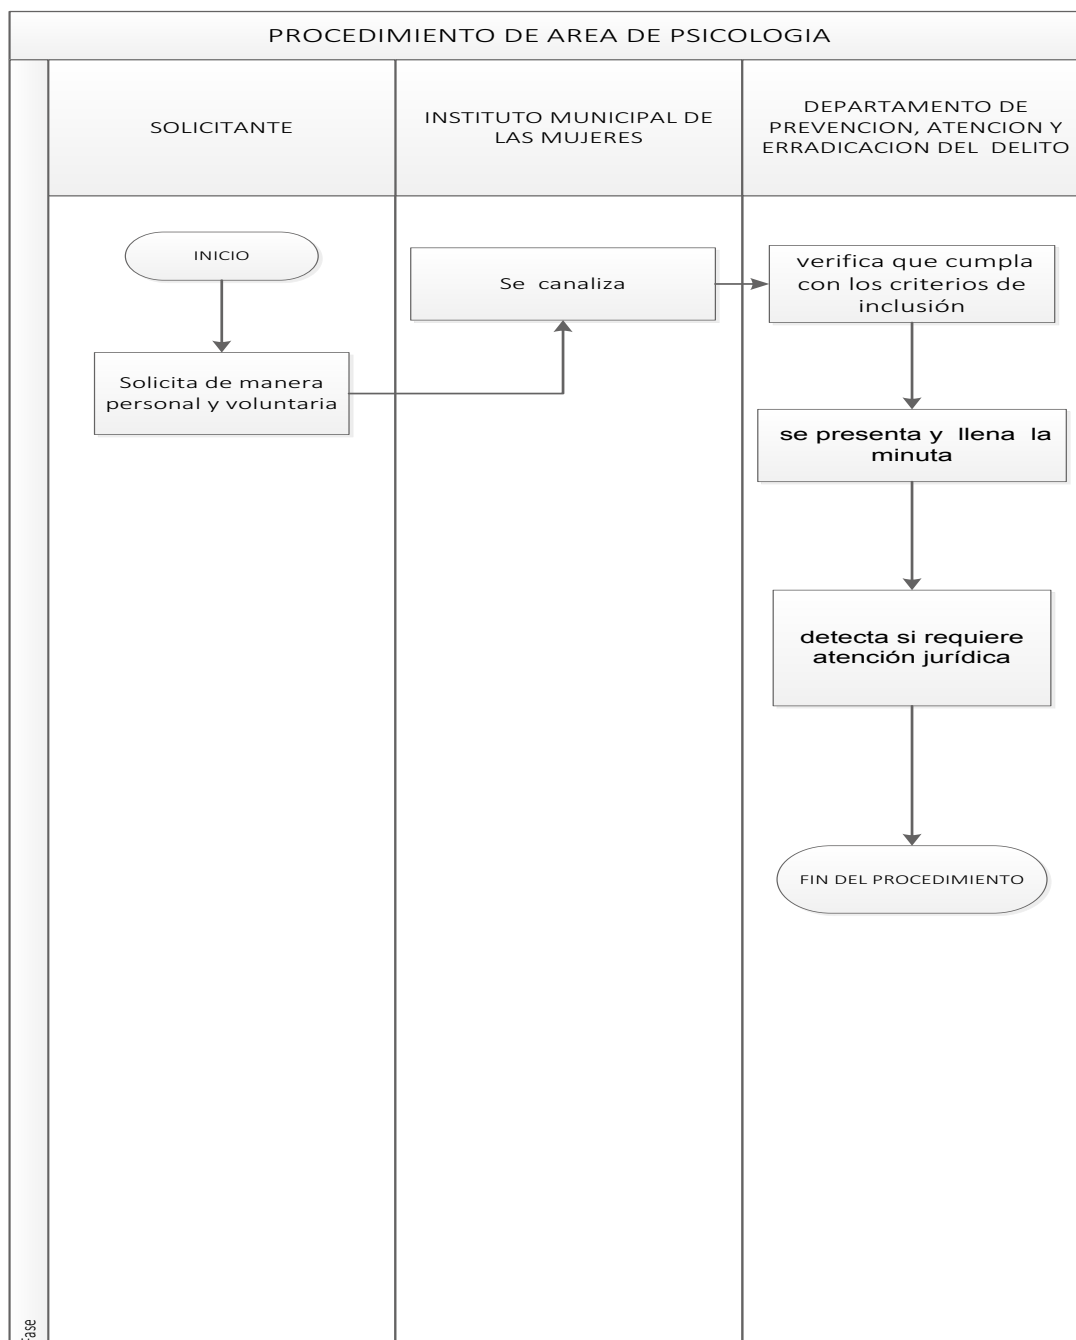 PROCEDIMIENTO DE AREA DE PSICOLOGIA
SOLICITANTE
INSTITUTO MUNICIPAL DE
LAS MUJERES
DEPARTAMENTO DE
PREVENCION, ATENCION Y
ERRADICACION DEL DELITO
INICIO
Solicita de manera
personal y voluntaria
Se canaliza
verifica que cumpla
con los criterios de
inclusión
se presenta y llena la
minuta
detecta si requiere
atención jurídica
FIN DEL PROCEDIMIENTO
Fase